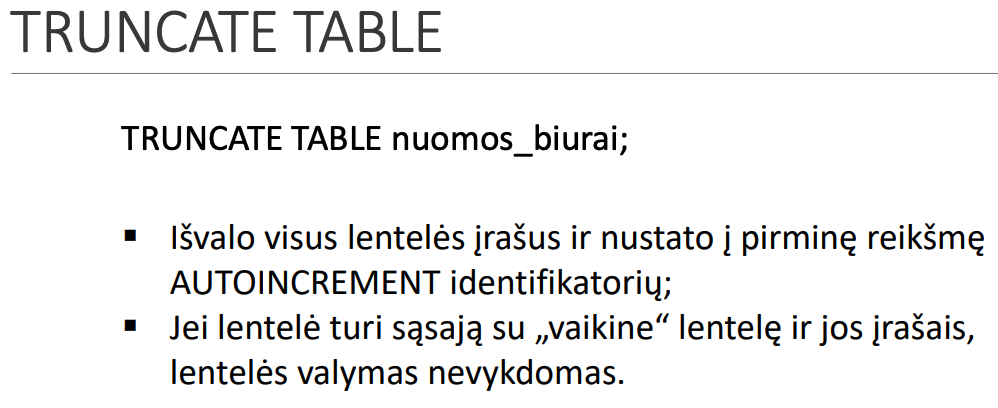 TRUNCATE TABLE
TRUNCATE TABLE nuomos_biurai;
▪ Išvalo visus lentelės įrašus ir nustato į pirminę reikšmę
AUTOINCREMENT identifikatorių;
▪ Jei lentelė turi sąsają su „vaikine“ lentelę ir jos įrašais,
lentelės valymas nevykdomas.